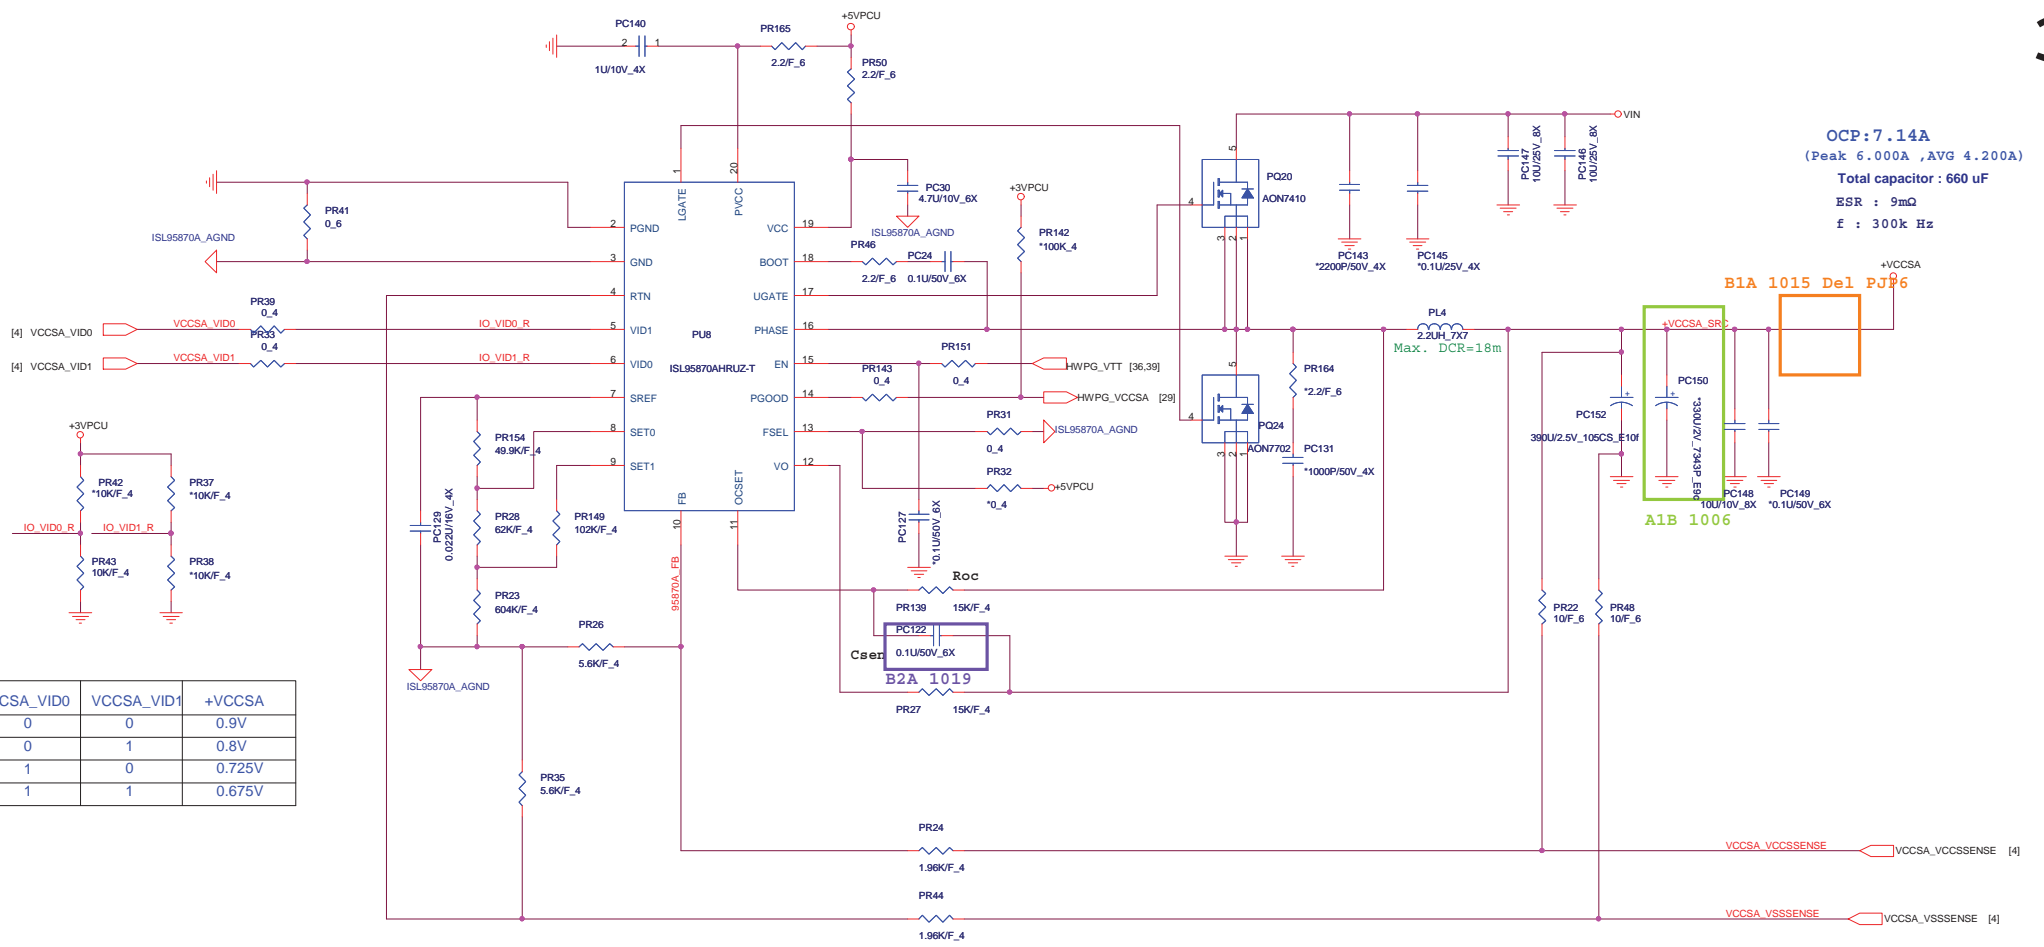 PC140
2 1
1U/10V_4X
PR165
2.2/F_6
+5VPCU
PR50
2.2/F_6
PC30
4.7U/10V_6X
ISL95870A_AGND
+3VPCU
PR142
*100K_4
PR41
0_6
ISL95870A_AGND
1
LGATE
20
PVCC
2 PGND
3 GND
4 RTN
5 VID1
6 VID0
7 SREF
8 SET0
9 SET1
FB
10
OCSET
11
VCC 19
BOOT 18
UGATE 17
PHASE 16
EN 15
PGOOD 14
FSEL 13
VO 12
PU8
ISL95870AHRUZ-T
PR46
2.2/F_6
PC24
0.1U/50V_6X
PR39
0_4
PR33
0_4
[4] VCCSA_VID0
VCCSA_VID0
IO_VID0_R
[4] VCCSA_VID1
VCCSA_VID1
IO_VID1_R
PR151
0_4
HWPG_VTT [36,39]
PR143
0_4
HWPG_VCCSA [29]
PR31
0_4
ISL95870A_AGND
PR32
*0_4
+5VPCU
PC127
*0.1U/50V_6X
5
4
3 2 1
PQ20
AON7410
5
4
3 2 1
PQ24
AON7702
VIN
PC143
*2200P/50V_4X
PC145
*0.1U/25V_4X
PC147
10U/25V_8X
PC146
10U/25V_8X
OCP:7.14A
(Peak 6.000A ,AVG 4.200A)
Total capacitor : 660 uF
ESR : 9mΩ
f : 300k Hz
+VCCSA
B1A 1015 Del PJP6
PL4
2.2UH_7X7
Max. DCR=18m
PR164
*2.2/F_6
PC131
*1000P/50V_4X
+VCCSA_SRC
PC152
390U/2.5V_105CS_E10f
PC150
*330U/2V_7343P_E9c
PC148
10U/10V_8X
PC149
*0.1U/50V_6X
A1B 1006
+3VPCU
PR42
*10K/F_4
PR37
*10K/F_4
IO_VID0_R
IO_VID1_R
PR43
10K/F_4
PR38
*10K/F_4
PC129
0.022U/16V_4X
PR154
49.9K/F_4
PR28
62K/F_4
PR149
102K/F_4
PR23
604K/F_4
PR26
5.6K/F_4
95870A_FB
ISL95870A_AGND
PR35
5.6K/F_4
Roc
PR139
15K/F_4
PC122
0.1U/50V_6X
Csen
B2A 1019
PR27
15K/F_4
PR22
10/F_6
PR48
10/F_6
CSA_VID0 VCCSA_VID1 +VCCSA
0 0 0.9V
0 1 0.8V
1 0 0.725V
1 1 0.675V
PR24
1.96K/F_4
VCCSA_VCCSSENSE
VCCSA_VCCSSENSE [4]
PR44
1.96K/F_4
VCCSA_VSSSENSE
VCCSA_VSSSENSE [4]